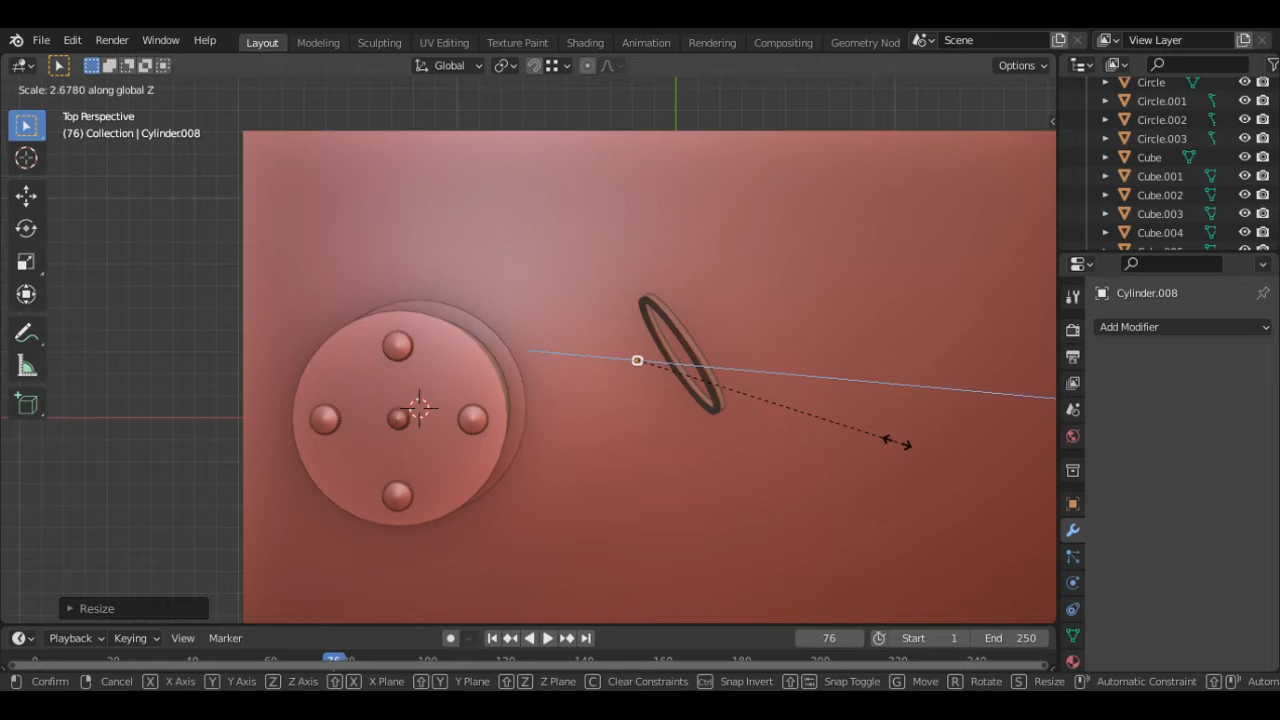 File Edit Render Window Help Layout Modeling Sculpting UV Editing Texture Paint Shading Animation Rendering Compositing Geometry Nod Scene View Layer
Global Options
Scale: 2.6780 along global Z
Top Perspective
(76) Collection | Cylinder.008
Circle
Circle.001
Circle.002
Circle.003
Cube
Cube.001
Cube.002
Cube.003
Cube.004
Cylinder.008
Add Modifier
Resize
Playback Keying View Marker 76 Start 1 End 250
Confirm Cancel X X Axis Y Y Axis Z Z Axis X X Plane Y Y Plane Z Z Plane C Clear Constraints Ctrl Snap Invert Snap Toggle G Move R Rotate S Resize Automatic Constraint Autom